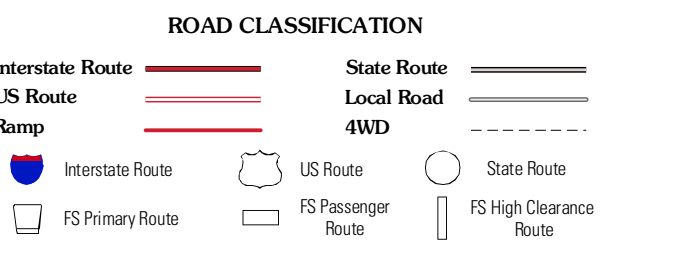 ROAD CLASSIFICATION
nterstate Route State Route
US Route Local Road
Ramp 4WD
Interstate Route US Route State Route
FS Primary Route FS Passenger Route FS High Clearance Route